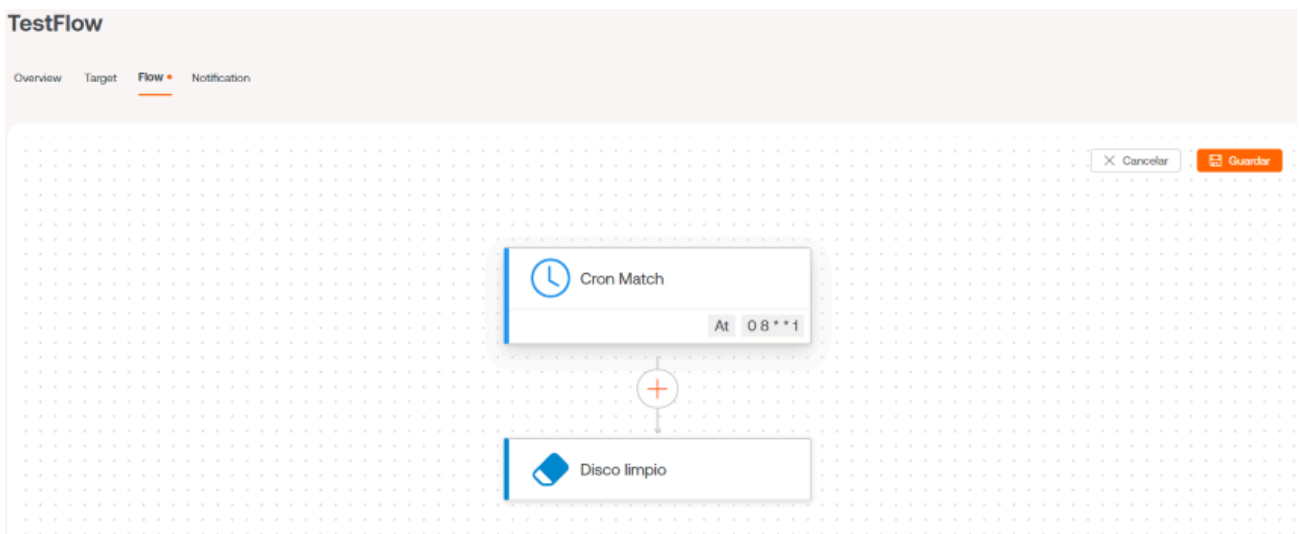 TestFlow
Overview Target Flow Notification
Cancelar Guardar
Cron Match
At 0 8 * * 1
Disco limpio